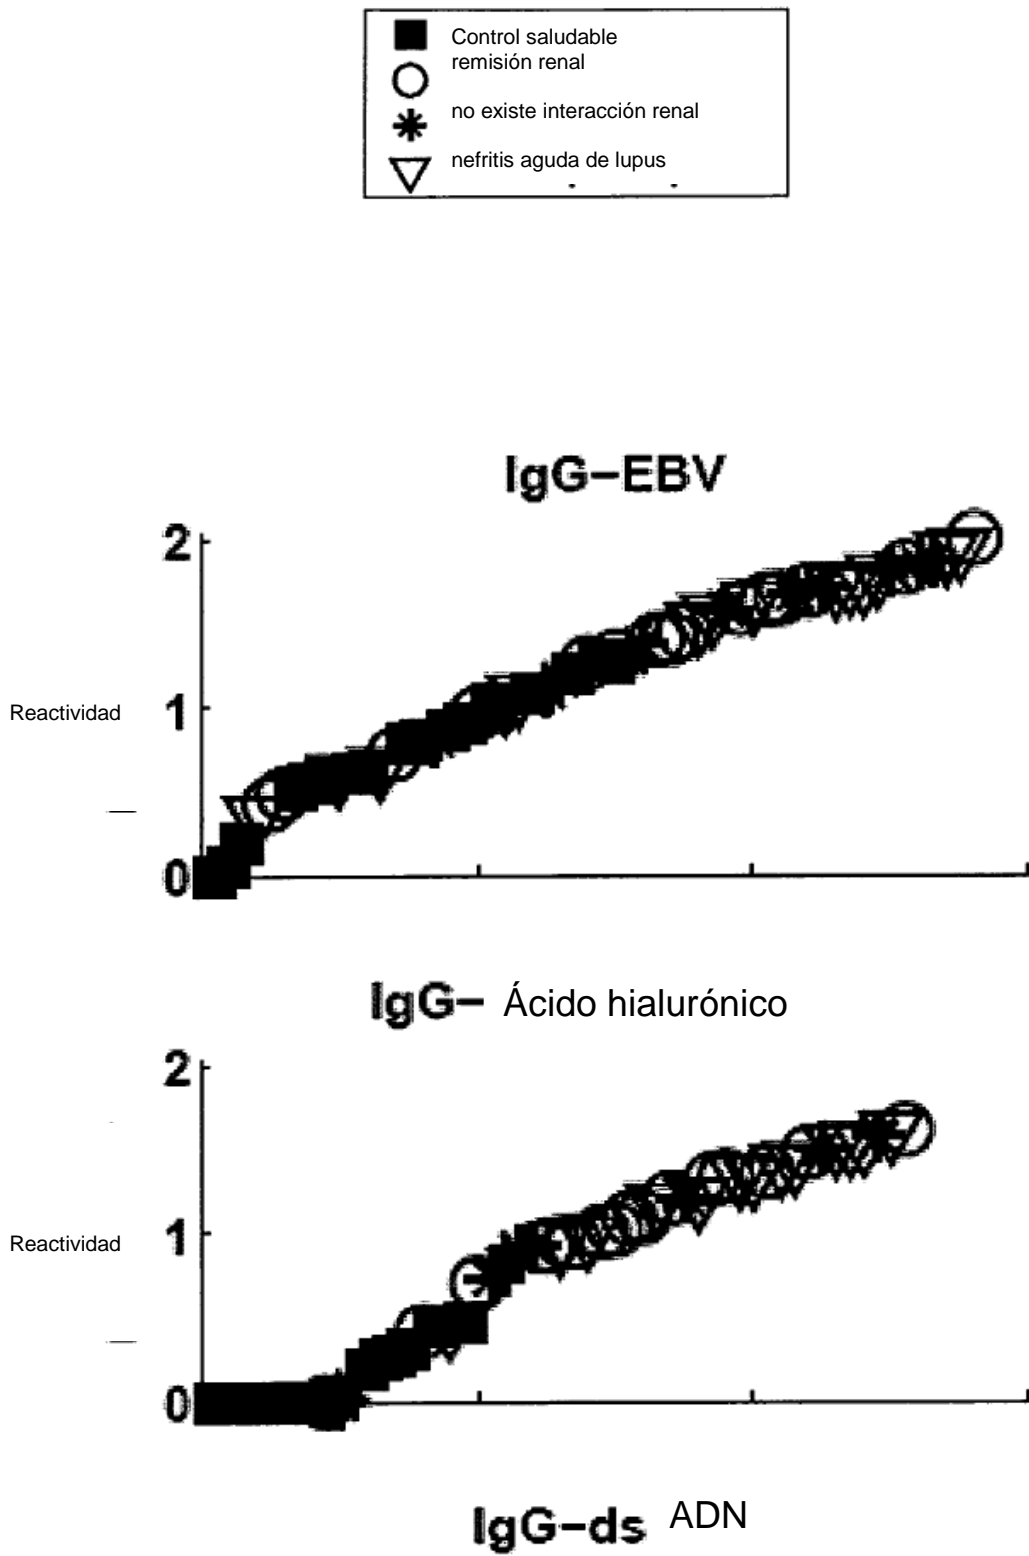 Control saludable
remisión renal
no existe interacción renal
nefritis aguda de lupus
IgG-EBV
2
Reactividad
1
0
IgG- Ácido hialurónico
2
Reactividad
1
0
IgG-ds ADN